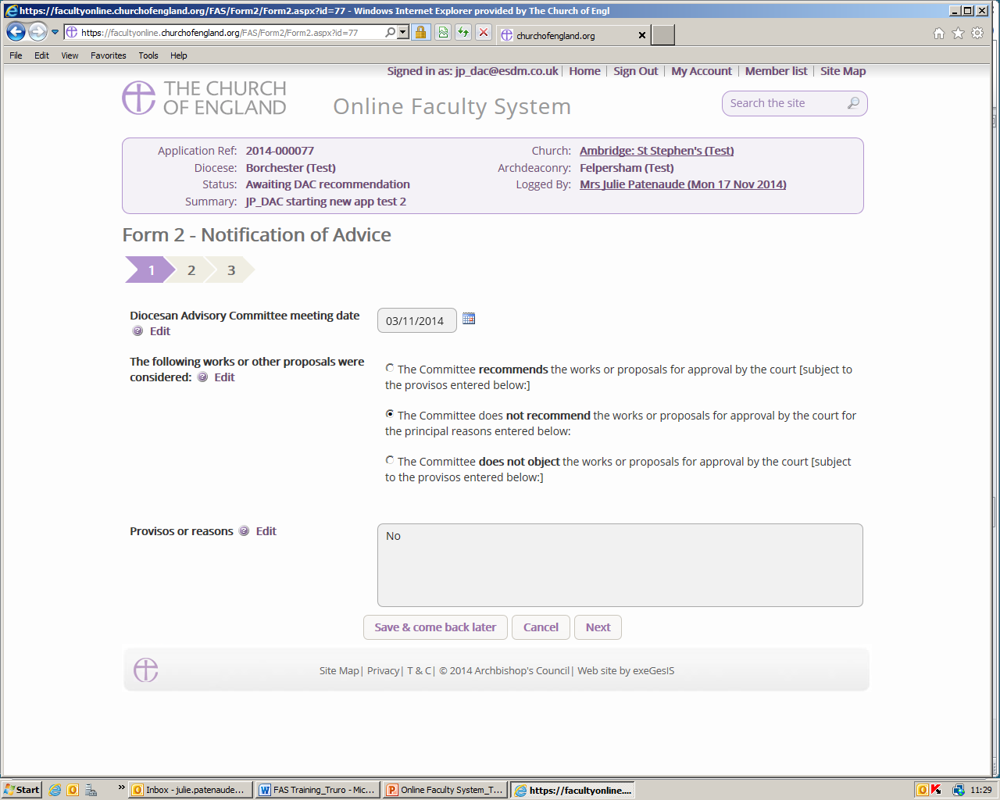 https://facultyonline.churchofengland.org/FAS/Form2/Form2.aspx?id=77 - Windows Internet Explorer provided by The Church of Engl
https://facultyonline.churchofengland.org/FAS/Form2/Form2.aspx?id=77
churchofengland.org
File Edit View Favorites Tools Help
Signed in as: jp_dac@esdm.co.uk | Home | Sign Out | My Account | Member list | Site Map
THE CHURCH
OF ENGLAND
Online Faculty System
Search the site
Application Ref: 2014-000077 Church: Ambridge: St Stephen's (Test)
Diocese: Borchester (Test) Archdeaconry: Felpersham (Test)
Status: Awaiting DAC recommendation Logged By: Mrs Julie Patenaude (Mon 17 Nov 2014)
Summary: JP_DAC starting new app test 2
Form 2 - Notification of Advice
1 2 3
Diocesan Advisory Committee meeting date
Edit
03/11/2014
The following works or other proposals were
considered: Edit
The Committee recommends the works or proposals for approval by the court [subject to
the provisos entered below:]
The Committee does not recommend the works or proposals for approval by the court for
the principal reasons entered below:
The Committee does not object the works or proposals for approval by the court [subject
to the provisos entered below:]
Provisos or reasons Edit
No
Save & come back later Cancel Next
Site Map| Privacy| T & C| © 2014 Archbishop's Council| Web site by exeGesIS
Start » Inbox - julie.patenaude... FAS Training_Truro - Mic... Online Faculty System_T... https://facultyonline.... 11:29